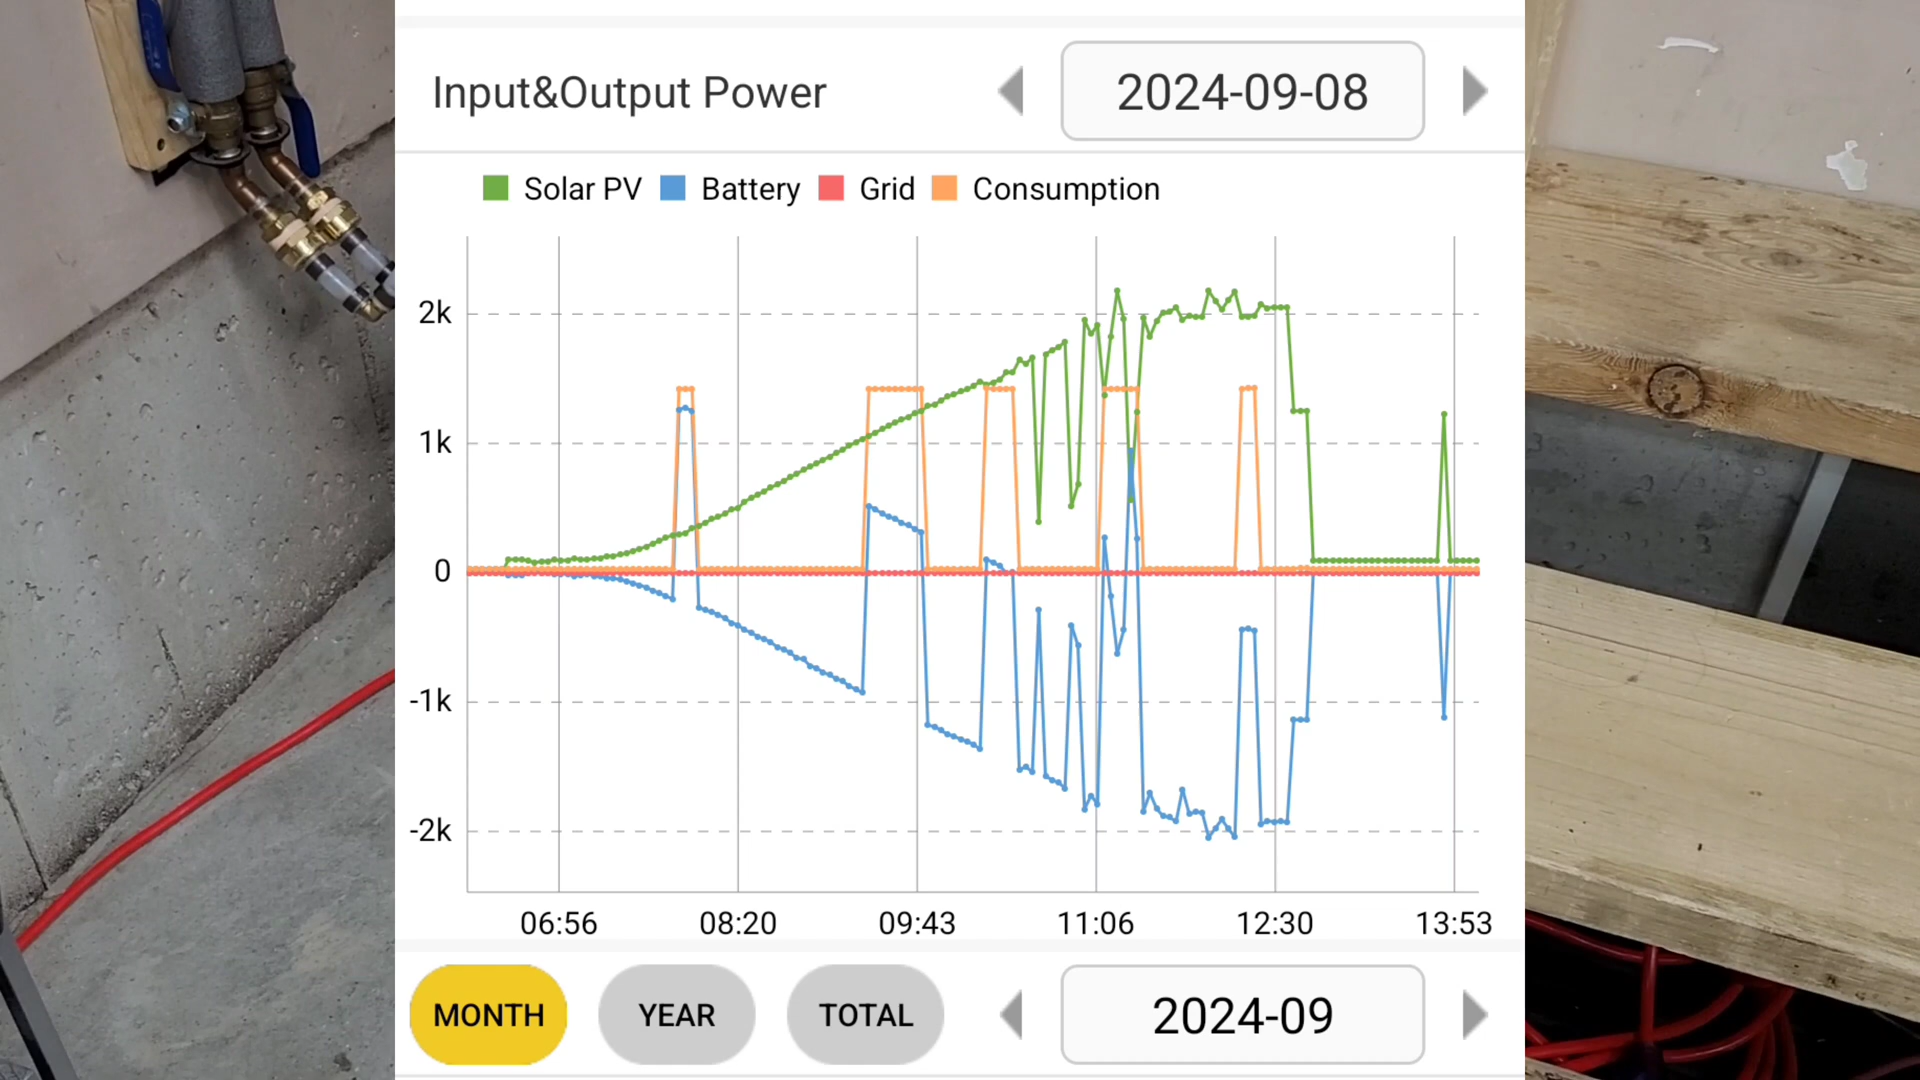 Input&Output Power
2024-09-08
Solar PV Battery Grid Consumption
2k
1k
0
-1k
-2k
06:56 08:20 09:43 11:06 12:30 13:53
MONTH YEAR TOTAL 2024-09